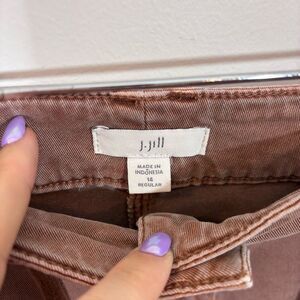 J.Jill
MADE IN
INDONESIA
14
REGULAR